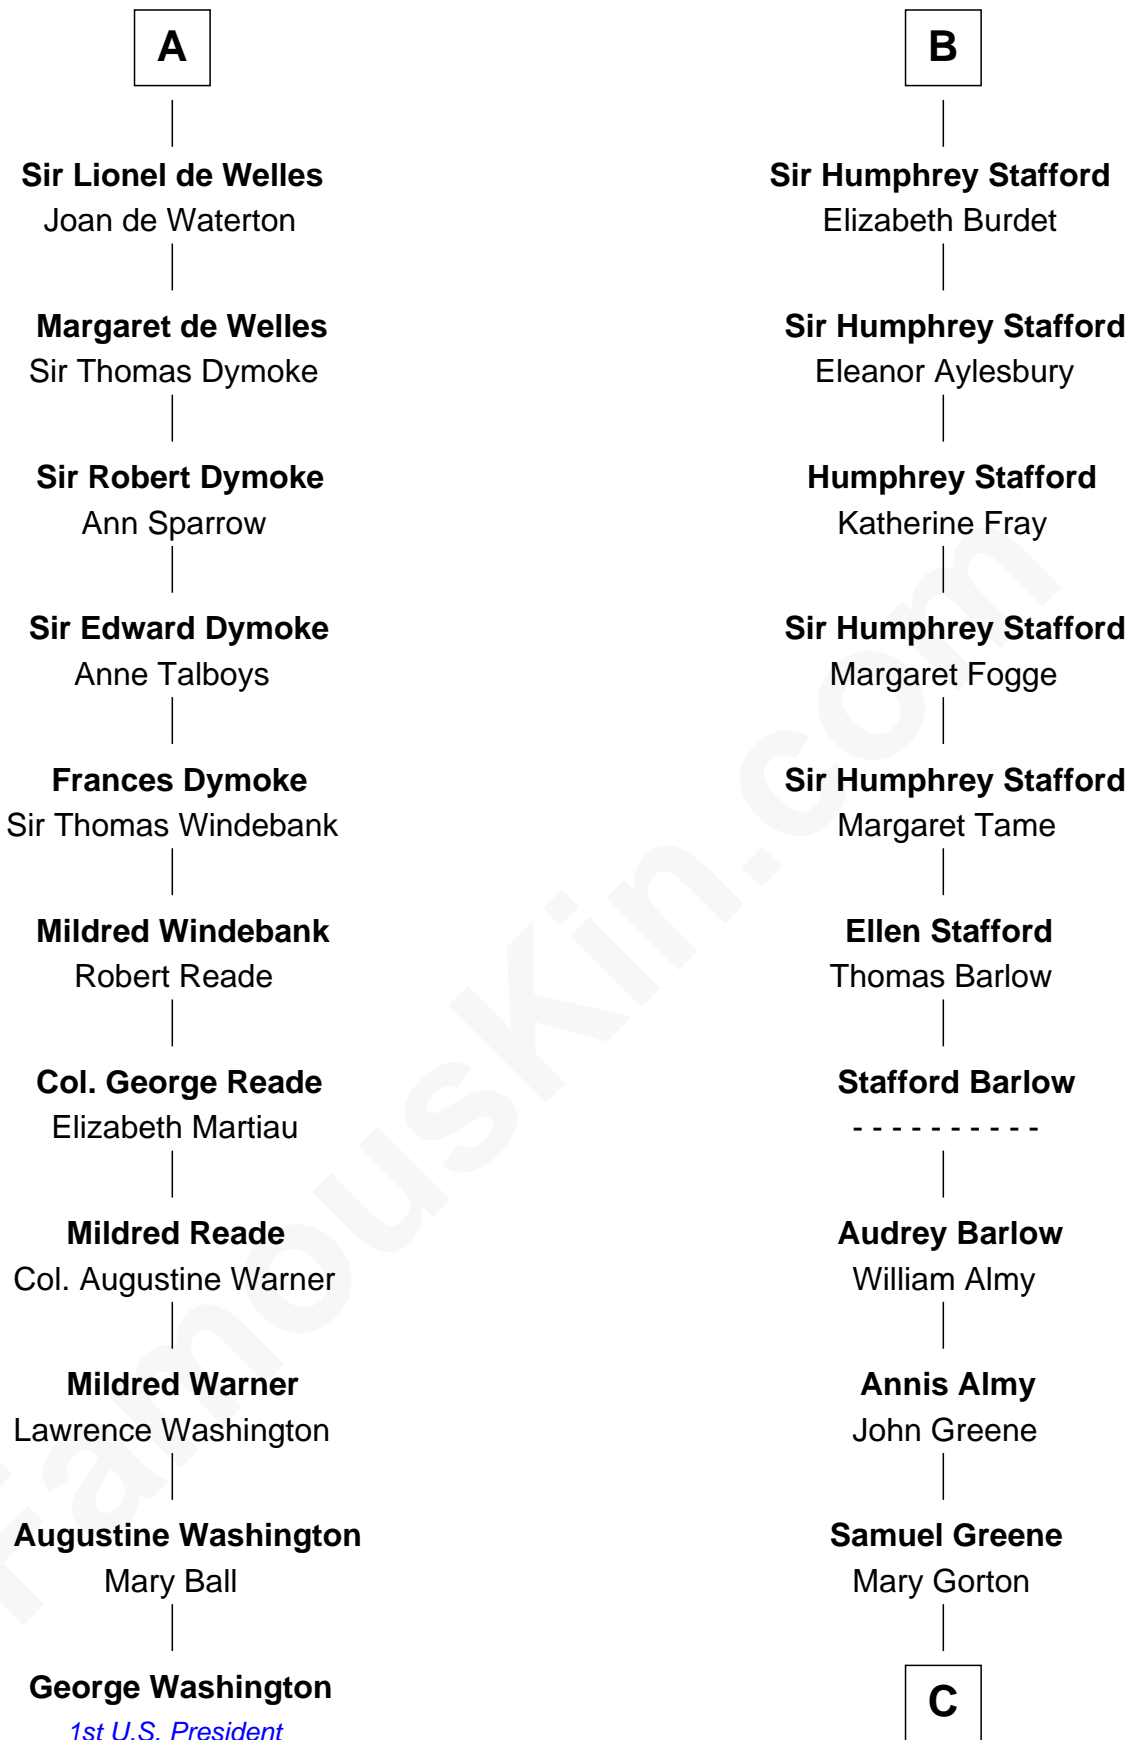 A
Sir Lionel de Welles
Joan de Waterton
Margaret de Welles
Sir Thomas Dymoke
Sir Robert Dymoke
Ann Sparrow
Sir Edward Dymoke
Anne Talboys
Frances Dymoke
Sir Thomas Windebank
Mildred Windebank
Robert Reade
Col. George Reade
Elizabeth Martiau
Mildred Reade
Col. Augustine Warner
Mildred Warner
Lawrence Washington
Augustine Washington
Mary Ball
George Washington
1st U.S. President
B
Sir Humphrey Stafford
Elizabeth Burdet
Sir Humphrey Stafford
Eleanor Aylesbury
Humphrey Stafford
Katherine Fray
Sir Humphrey Stafford
Margaret Fogge
Sir Humphrey Stafford
Margaret Tame
Ellen Stafford
Thomas Barlow
Stafford Barlow
- - - - - - - - - -
Audrey Barlow
William Almy
Annis Almy
John Greene
Samuel Greene
Mary Gorton
C
FamousKin.com